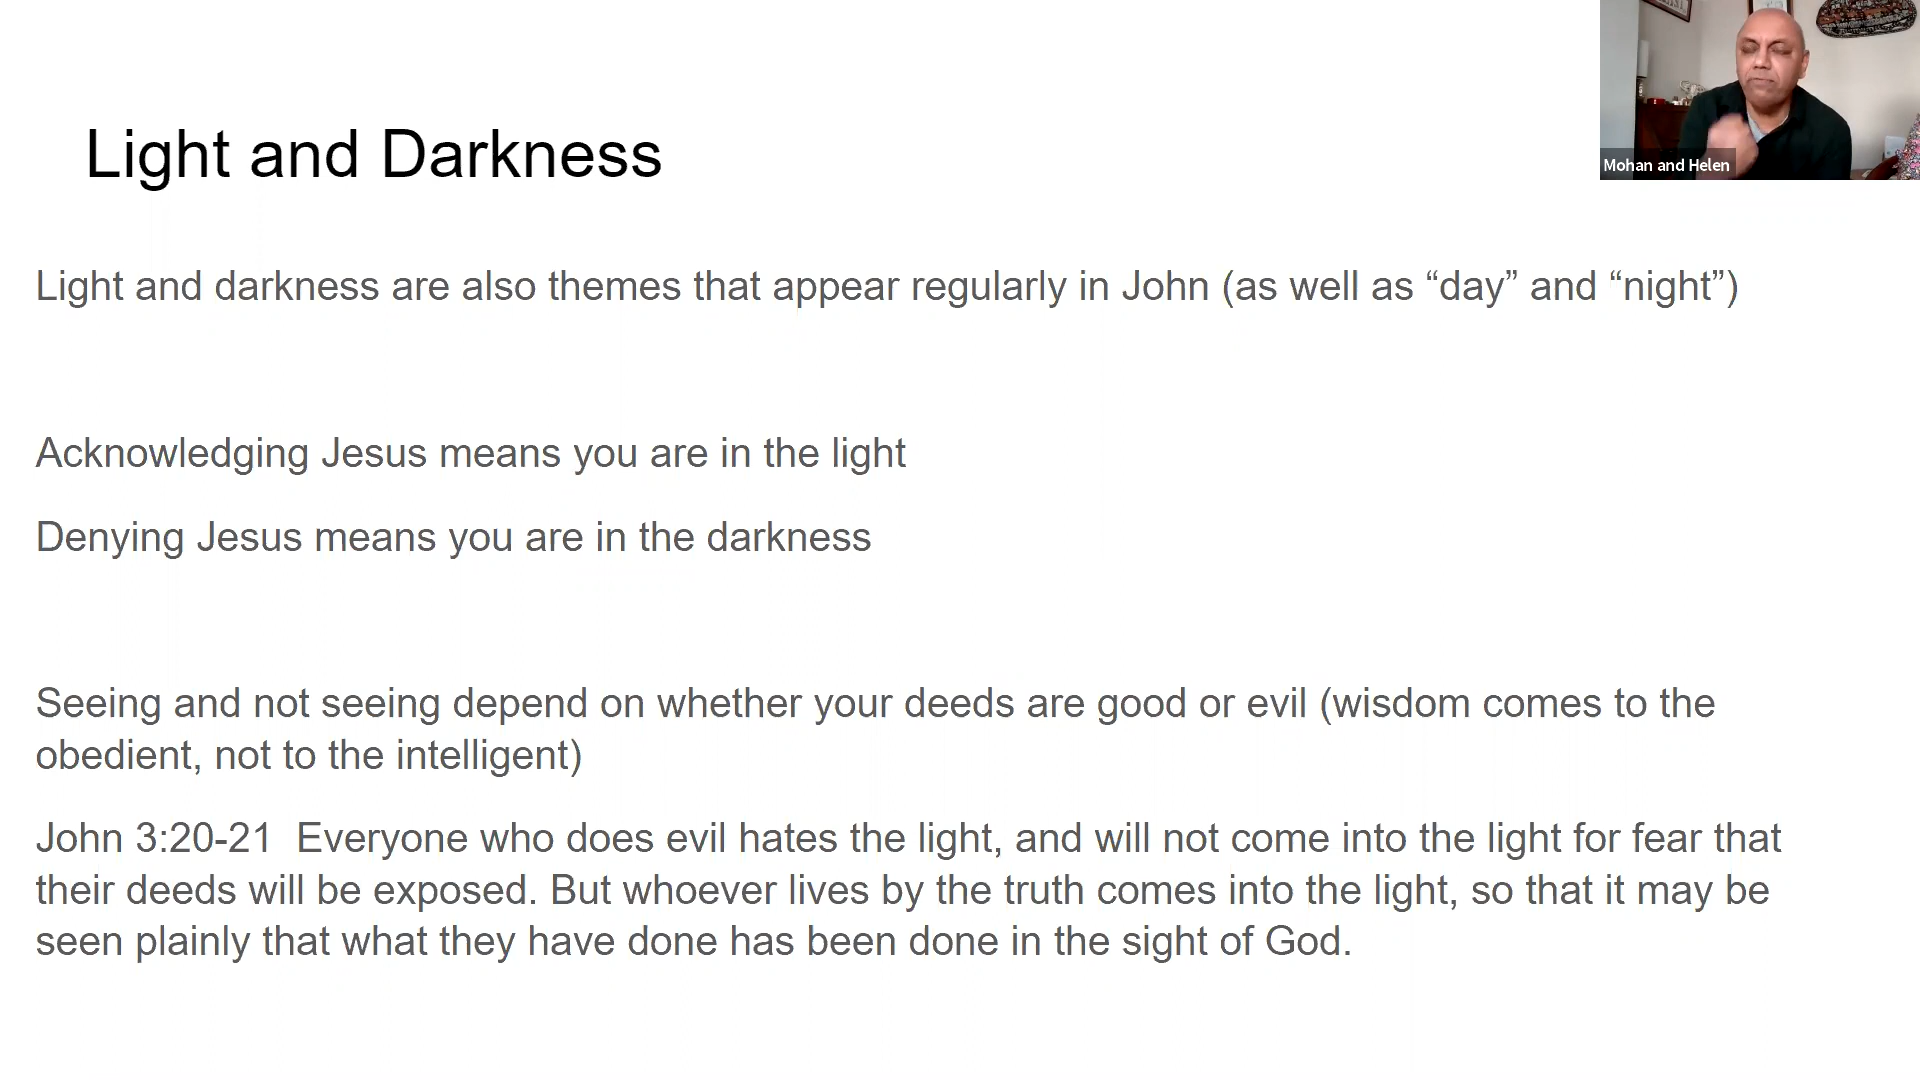 Light and Darkness
Mohan and Helen
Light and darkness are also themes that appear regularly in John (as well as “day” and “night”)
Acknowledging Jesus means you are in the light
Denying Jesus means you are in the darkness
Seeing and not seeing depend on whether your deeds are good or evil (wisdom comes to the
obedient, not to the intelligent)
John 3:20-21  Everyone who does evil hates the light, and will not come into the light for fear that
their deeds will be exposed. But whoever lives by the truth comes into the light, so that it may be
seen plainly that what they have done has been done in the sight of God.